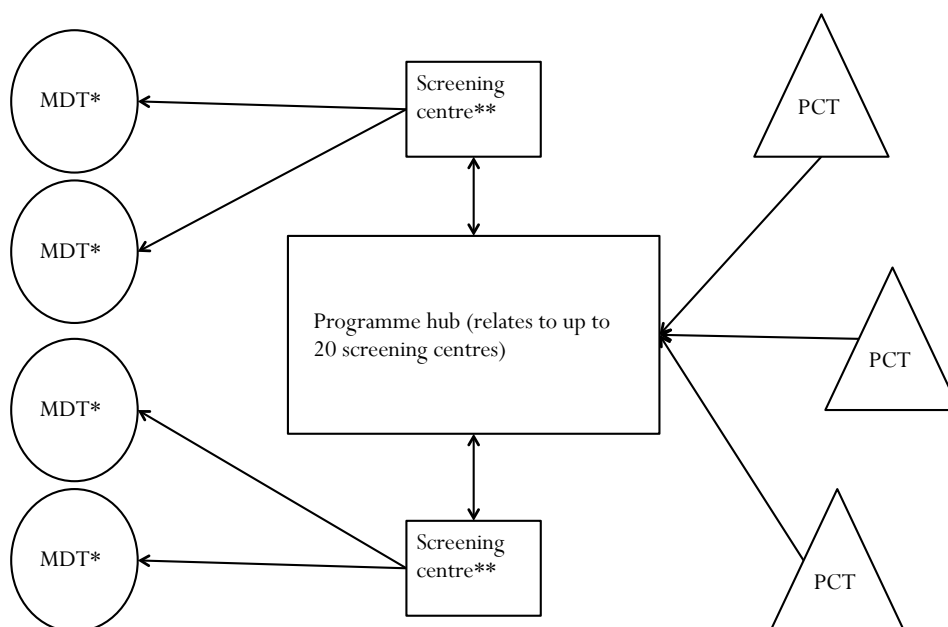 MDT*
Screening
centre**
PCT
MDT*
Programme hub (relates to up to
20 screening centres)
PCT
MDT*
MDT*
Screening
centre**
PCT